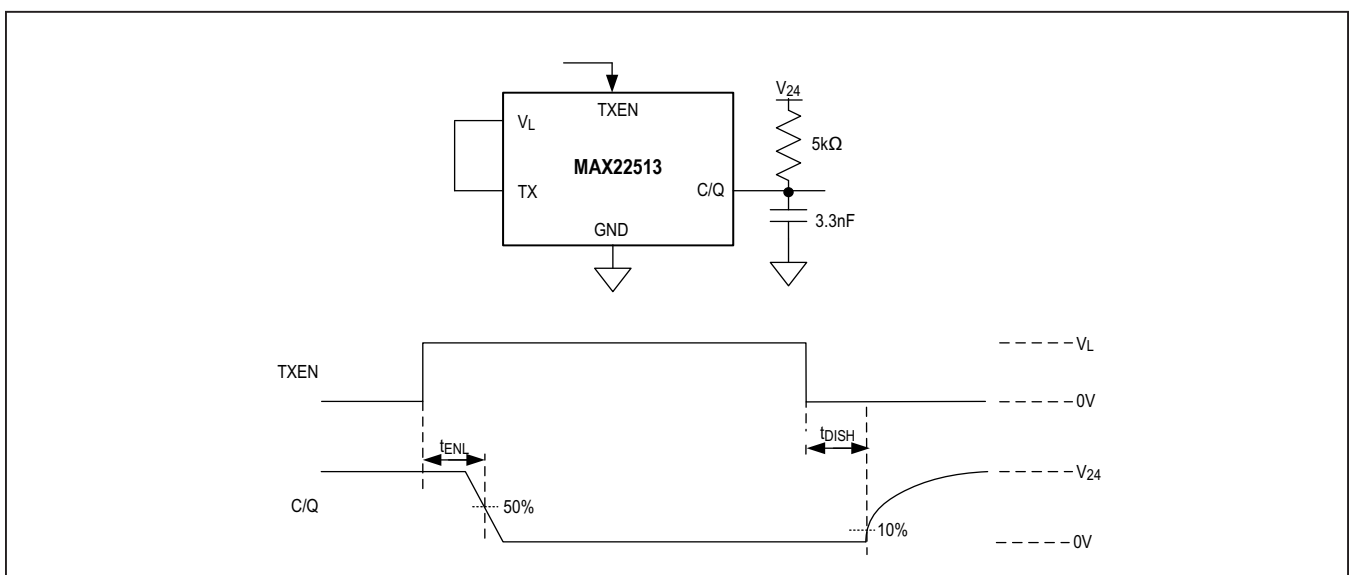 V24
TXEN
VL
5kΩ
MAX22513
TX
C/Q
3.3nF
GND
VL
TXEN
0V
tENL
tDISH
V24
C/Q
50%
10%
0V